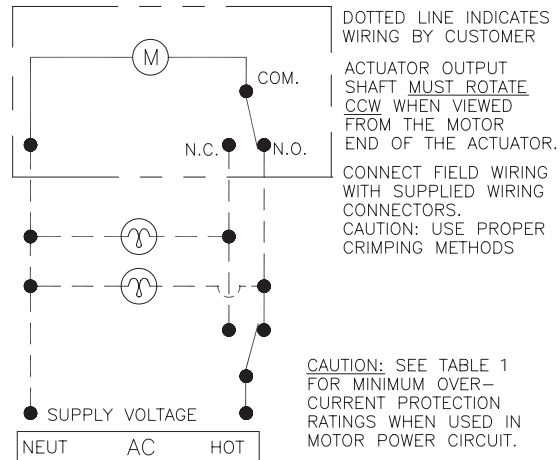 DOTTED LINE INDICATES
WIRING BY CUSTOMER
M
COM.
ACTUATOR OUTPUT
SHAFT MUST ROTATE
CCW WHEN VIEWED
FROM THE MOTOR
END OF THE ACTUATOR.
N.C.
N.O.
CONNECT FIELD WIRING
WITH SUPPLIED WIRING
CONNECTORS.
CAUTION: USE PROPER
CRIMPING METHODS
CAUTION: SEE TABLE 1
FOR MINIMUM OVER–
CURRENT PROTECTION
RATINGS WHEN USED IN
MOTOR POWER CIRCUIT.
SUPPLY VOLTAGE
NEUT AC HOT